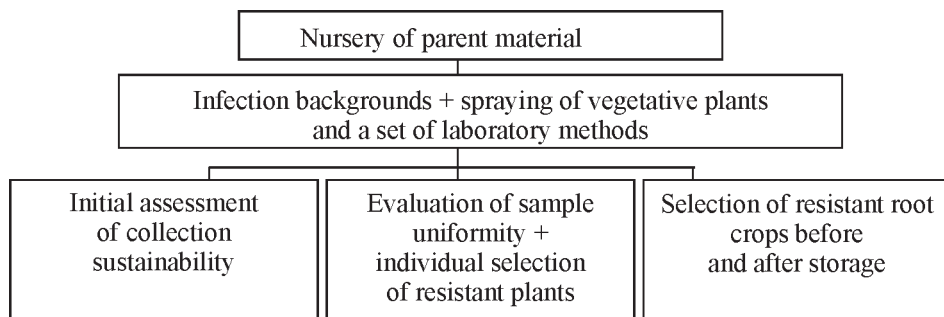 Nursery of parent material
Infection backgrounds + spraying of vegetative plants
and a set of laboratory methods
Initial assessment
of collection
sustainability
Evaluation of sample
uniformity +
individual selection
of resistant plants
Selection of resistant root
crops before
and after storage